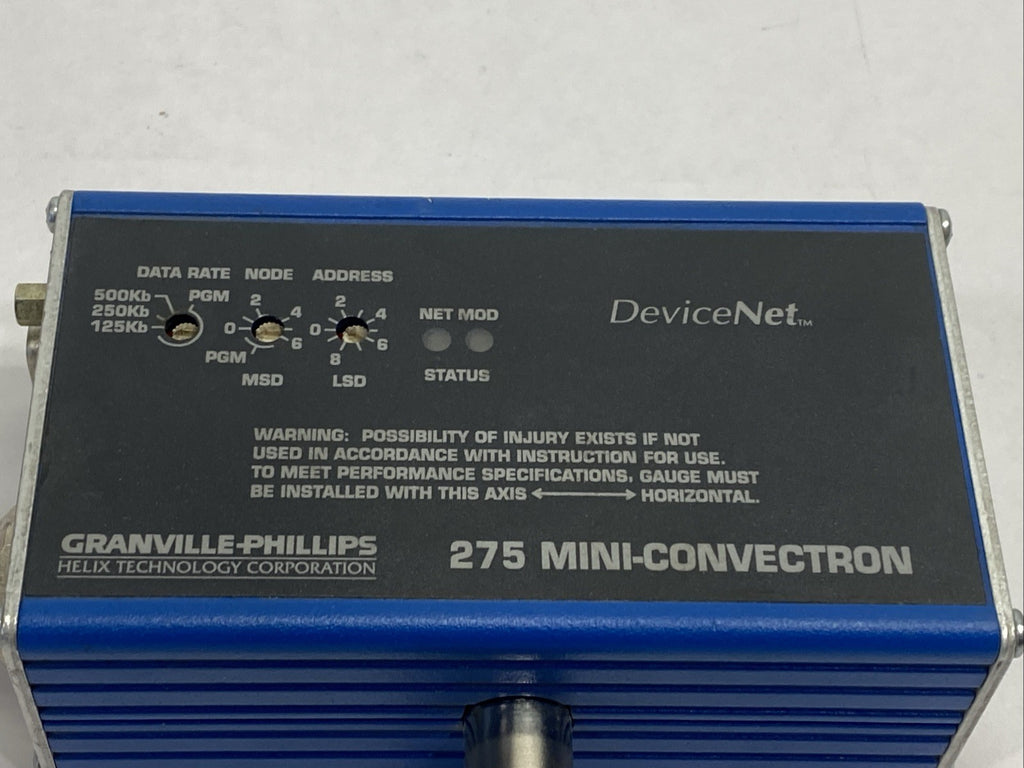 DATA RATE NODE ADDRESS
500Kb PGM 2 2
250Kb 4 4
125Kb 0 0
6 6
PGM 8
MSD LSD
NET MOD
STATUS
DeviceNet™
WARNING: POSSIBILITY OF INJURY EXISTS IF NOT
USED IN ACCORDANCE WITH INSTRUCTION FOR USE.
TO MEET PERFORMANCE SPECIFICATIONS, GAUGE MUST
BE INSTALLED WITH THIS AXIS ⟷ HORIZONTAL.
GRANVILLE-PHILLIPS
HELIX TECHNOLOGY CORPORATION
275 MINI-CONVECTRON